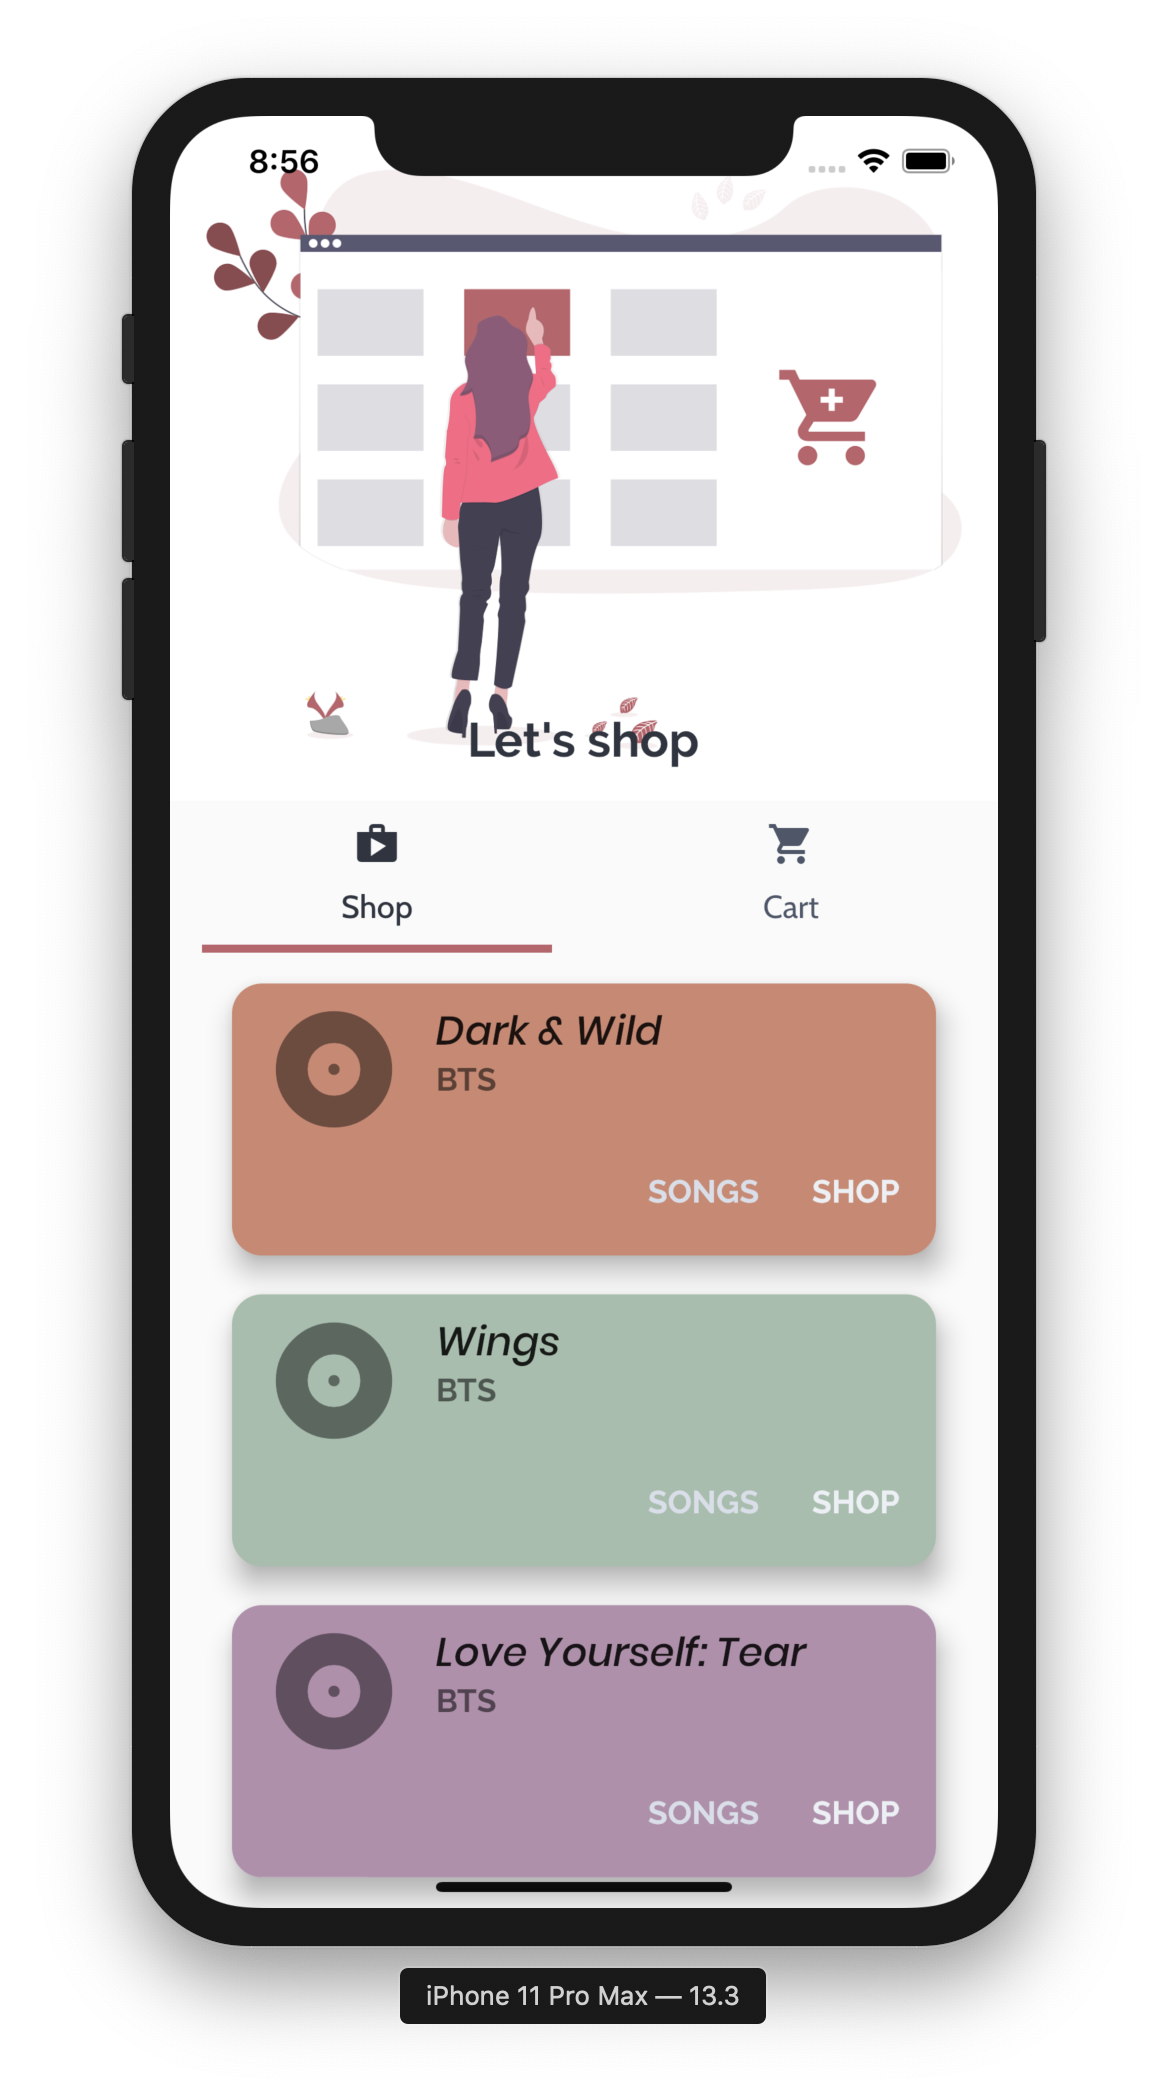 8:56
Let's shop
Shop
Cart
Dark & Wild
BTS
SONGS SHOP
Wings
BTS
SONGS SHOP
Love Yourself: Tear
BTS
SONGS SHOP
iPhone 11 Pro Max — 13.3